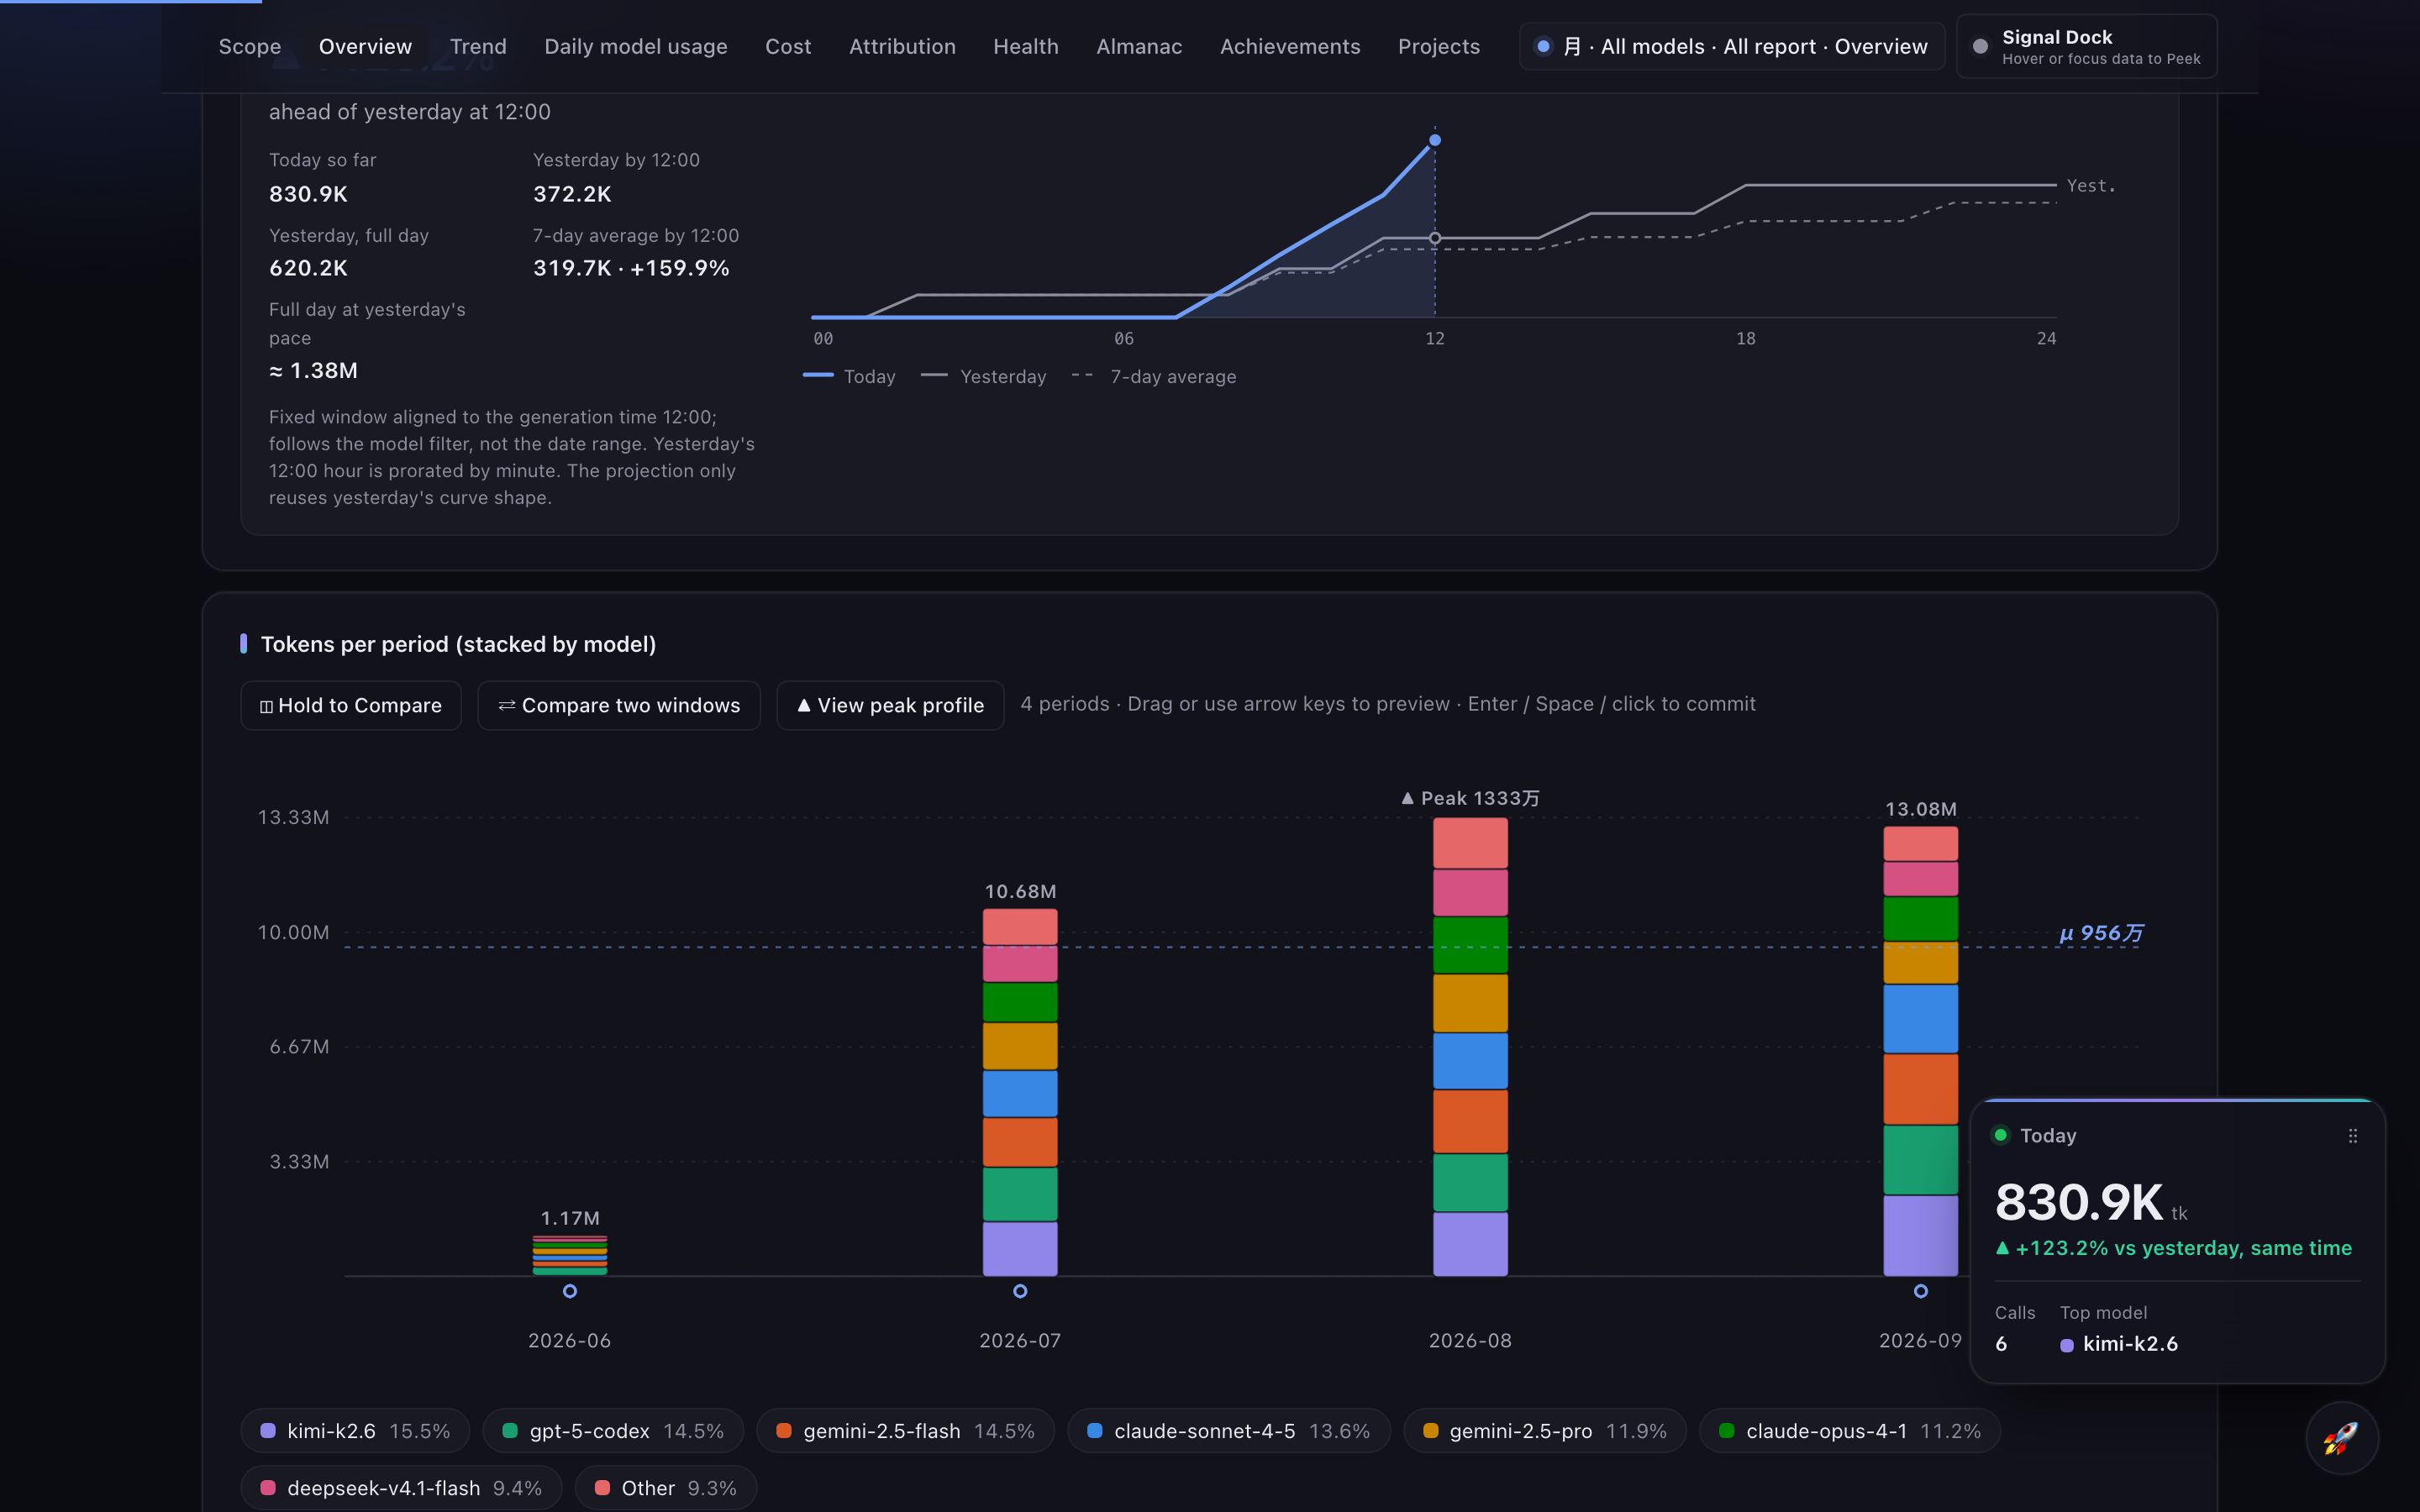 Scope Overview Trend Daily model usage Cost Attribution Health Almanac Achievements Projects
月 · All models · All report · Overview
Signal Dock
Hover or focus data to Peek
ahead of yesterday at 12:00
Today so far
830.9K
Yesterday by 12:00
372.2K
Yesterday, full day
620.2K
7-day average by 12:00
319.7K · +159.9%
Full day at yesterday's
pace
≈ 1.38M
Fixed window aligned to the generation time 12:00;
follows the model filter, not the date range. Yesterday's
12:00 hour is prorated by minute. The projection only
reuses yesterday's curve shape.
Yest.
00 06 12 18 24
Today Yesterday 7-day average
Tokens per period (stacked by model)
Hold to Compare
⇄ Compare two windows
▲ View peak profile
4 periods · Drag or use arrow keys to preview · Enter / Space / click to commit
13.33M
10.00M
6.67M
3.33M
1.17M
10.68M
▲ Peak 1333万
13.08M
μ 956万
2026-06 2026-07 2026-08 2026-09
Today
830.9K tk
▲ +123.2% vs yesterday, same time
Calls
6
Top model
kimi-k2.6
kimi-k2.6 15.5%
gpt-5-codex 14.5%
gemini-2.5-flash 14.5%
claude-sonnet-4-5 13.6%
gemini-2.5-pro 11.9%
claude-opus-4-1 11.2%
deepseek-v4.1-flash 9.4%
Other 9.3%